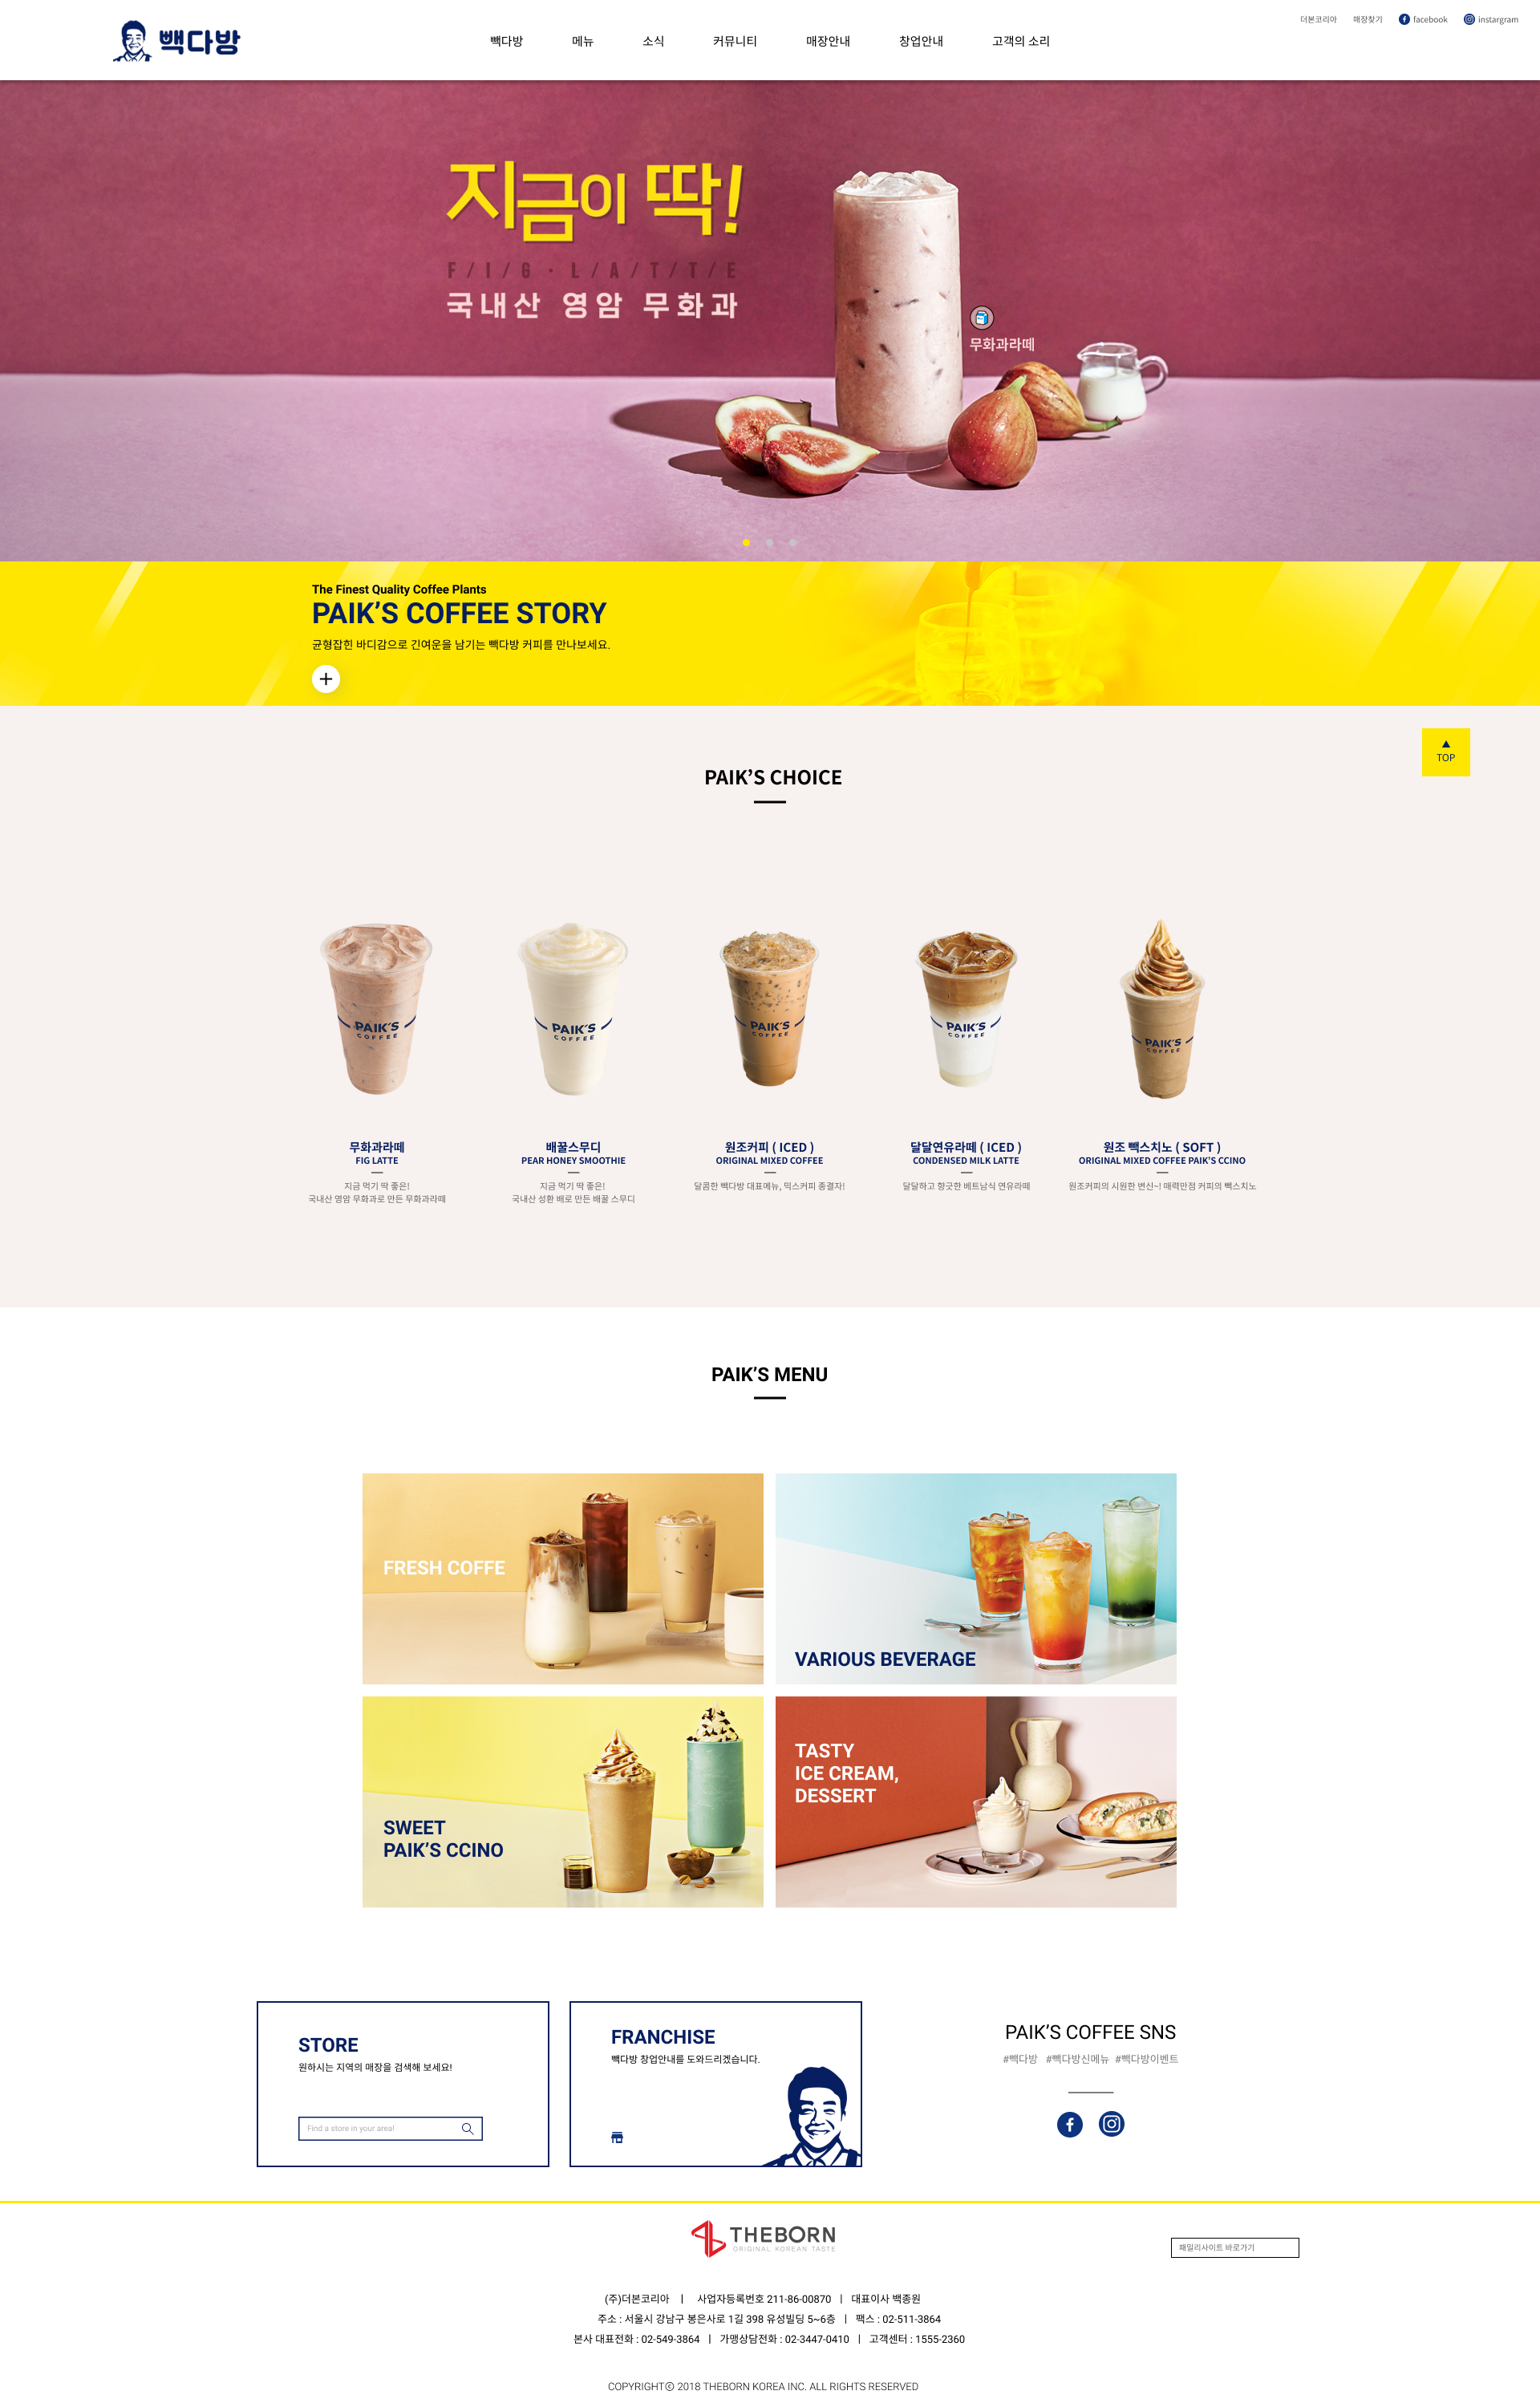 더본코리아 매장찾기 facebook instargram
빽다방
빽다방 메뉴 소식 커뮤니티 매장안내 창업안내 고객의 소리
지금이 딱!
F/I/G·L/A/T/T/E
국내산 영암 무화과
무화과라떼
The Finest Quality Coffee Plants
PAIK'S COFFEE STORY
균형잡힌 바디감으로 긴여운을 남기는 빽다방 커피를 만나보세요.
TOP
PAIK'S CHOICE
PAIK'S
COFFEE
PAIK'S
COFFEE
PAIK'S
COFFEE
PAIK'S
COFFEE
PAIK'S
COFFEE
무화과라떼
FIG LATTE
지금 먹기 딱 좋은!
국내산 영암 무화과로 만든 무화과라떼
배꿀스무디
PEAR HONEY SMOOTHIE
지금 먹기 딱 좋은!
국내산 성환 배로 만든 배꿀 스무디
원조커피 ( ICED )
ORIGINAL MIXED COFFEE
달콤한 빽다방 대표메뉴, 믹스커피 종결자!
달달연유라떼 ( ICED )
CONDENSED MILK LATTE
달달하고 향긋한 베트남식 연유라떼
원조 빽스치노 ( SOFT )
ORIGINAL MIXED COFFEE PAIK'S CCINO
원조커피의 시원한 변신~! 매력만점 커피의 빽스치노
PAIK'S MENU
FRESH COFFE
VARIOUS BEVERAGE
SWEET
PAIK'S CCINO
TASTY
ICE CREAM,
DESSERT
STORE
원하시는 지역의 매장을 검색해 보세요!
Find a store in your area!
FRANCHISE
빽다방 창업안내를 도와드리겠습니다.
PAIK'S COFFEE SNS
#빽다방 #빽다방신메뉴 #빽다방이벤트
THEBORN
ORIGINAL KOREAN TASTE
패밀리사이트 바로가기
(주)더본코리아 | 사업자등록번호 211-86-00870 | 대표이사 백종원
주소 : 서울시 강남구 봉은사로 1길 398 유성빌딩 5~6층 | 팩스 : 02-511-3864
본사 대표전화 : 02-549-3864 | 가맹상담전화 : 02-3447-0410 | 고객센터 : 1555-2360
COPYRIGHTⓒ 2018 THEBORN KOREA INC. ALL RIGHTS RESERVED